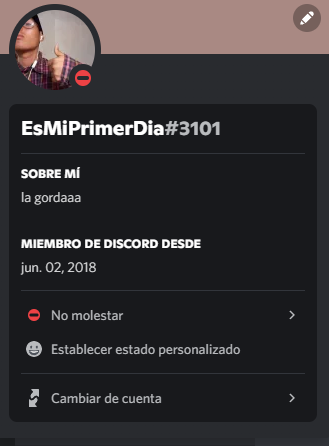 EsMiPrimerDia#3101
SOBRE MÍ
la gordaaa
MIEMBRO DE DISCORD DESDE
jun. 02, 2018
No molestar
Establecer estado personalizado
Cambiar de cuenta